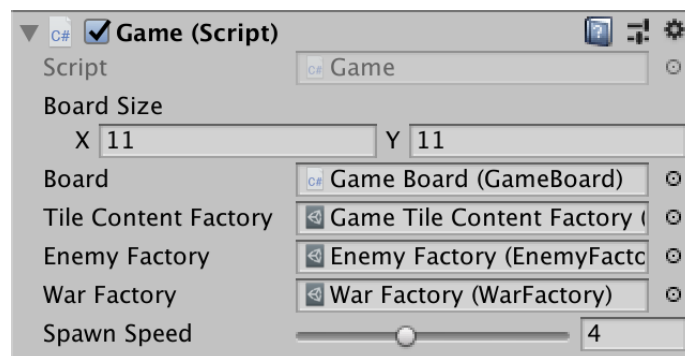 c# Game (Script)
Script c# Game
Board Size
X 11 Y 11
Board c# Game Board (GameBoard)
Tile Content Factory Game Tile Content Factory (
Enemy Factory Enemy Factory (EnemyFacto
War Factory War Factory (WarFactory)
Spawn Speed 4